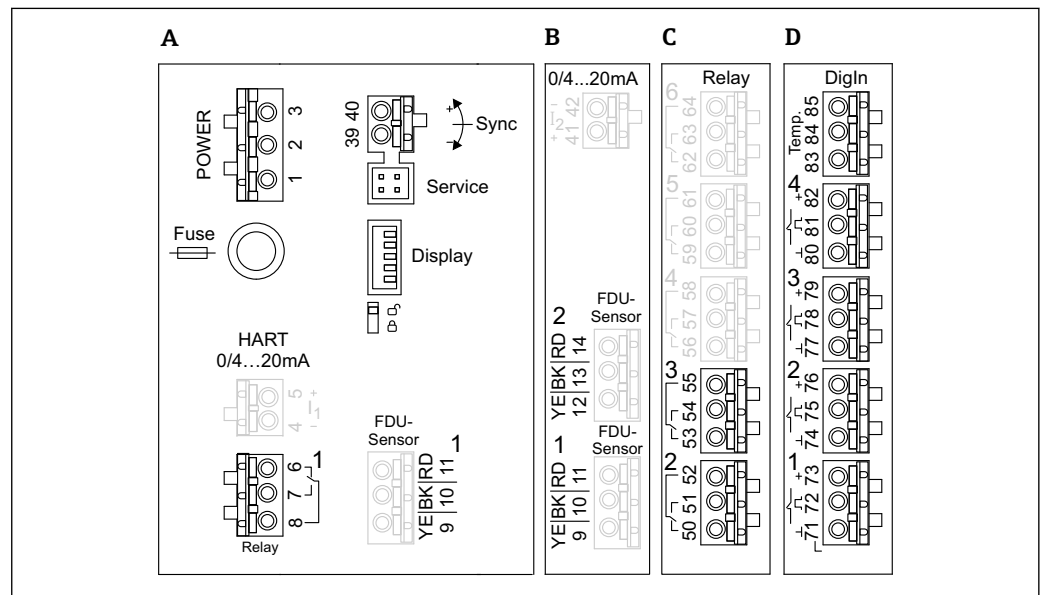 A
B
C
D
POWER
3
2
1
39 40
+
-
Sync
Service
Fuse
Display
HART
0/4...20mA
5
4
+
I1
-
6
7
8
1
Relay
FDU-
Sensor
1
YE|BK|RD
9 |10| 11
0/4...20mA
-
I2
+
41 42
FDU-
Sensor
2
YE|BK|RD
12 |13| 14
FDU-
Sensor
1
YE|BK|RD
9 |10| 11
Relay
6
62 63 64
5
59 60 61
4
56 57 58
3
53 54 55
2
50 51 52
DigIn
Temp.
83 84 85
4
80 81 82
+
3
77 78 79
+
2
74 75 76
+
1
71 72 73
+